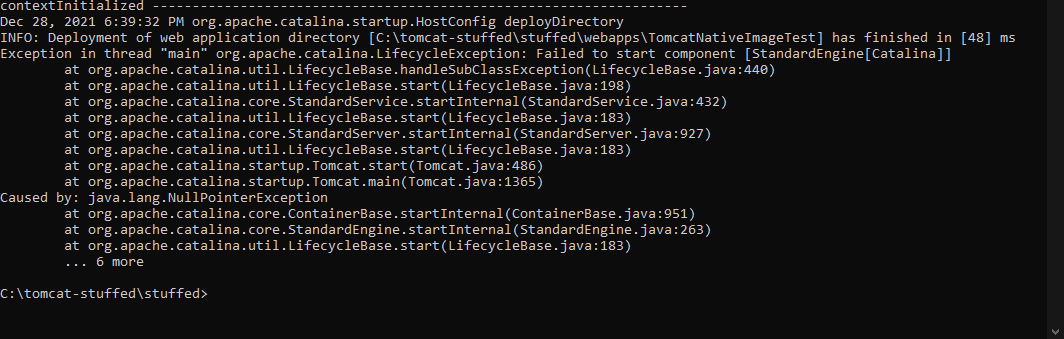 contextInitialized ------------------------------------------------------------------
Dec 28, 2021 6:39:32 PM org.apache.catalina.startup.HostConfig deployDirectory
INFO: Deployment of web application directory [C:\tomcat-stuffed\stuffed\webapps\TomcatNativeImageTest] has finished in [48] ms
Exception in thread "main" org.apache.catalina.LifecycleException: Failed to start component [StandardEngine[Catalina]]
        at org.apache.catalina.util.LifecycleBase.handleSubClassException(LifecycleBase.java:440)
        at org.apache.catalina.util.LifecycleBase.start(LifecycleBase.java:198)
        at org.apache.catalina.core.StandardService.startInternal(StandardService.java:432)
        at org.apache.catalina.util.LifecycleBase.start(LifecycleBase.java:183)
        at org.apache.catalina.core.StandardServer.startInternal(StandardServer.java:927)
        at org.apache.catalina.util.LifecycleBase.start(LifecycleBase.java:183)
        at org.apache.catalina.startup.Tomcat.start(Tomcat.java:486)
        at org.apache.catalina.startup.Tomcat.main(Tomcat.java:1365)
Caused by: java.lang.NullPointerException
        at org.apache.catalina.core.ContainerBase.startInternal(ContainerBase.java:951)
        at org.apache.catalina.core.StandardEngine.startInternal(StandardEngine.java:263)
        at org.apache.catalina.util.LifecycleBase.start(LifecycleBase.java:183)
        ... 6 more
C:\tomcat-stuffed\stuffed>